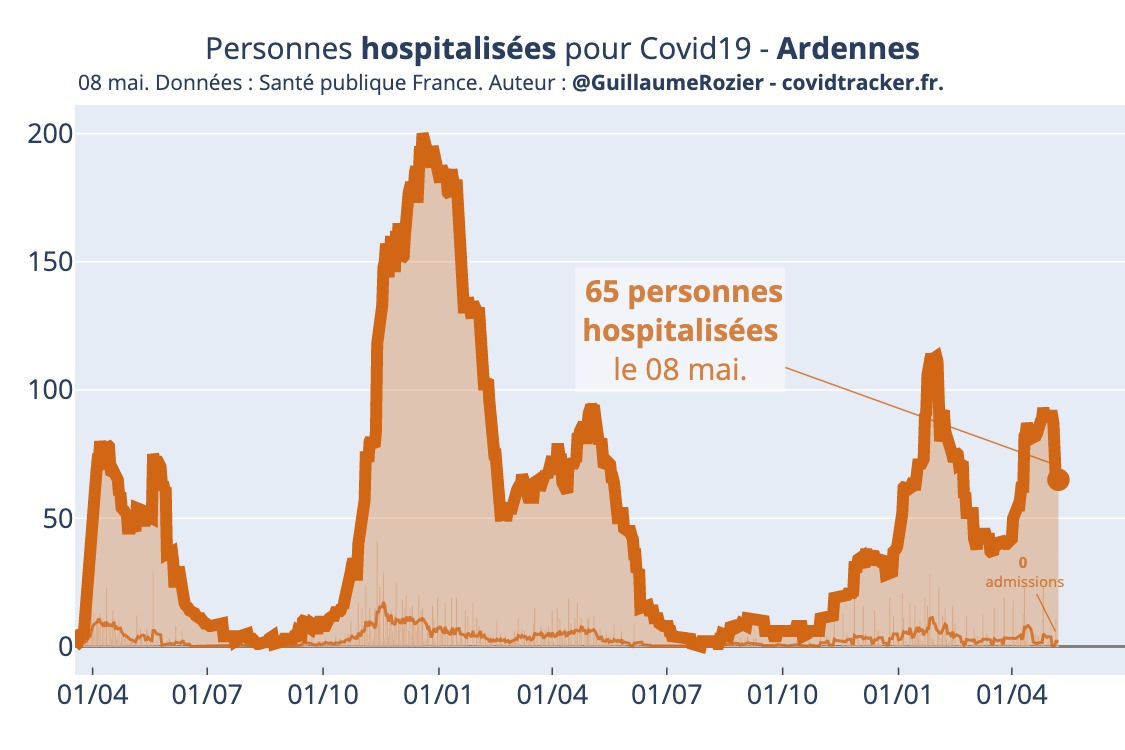 Personnes hospitalisées pour Covid19 - Ardennes
08 mai. Données : Santé publique France. Auteur : @GuillaumeRozier - covidtracker.fr.
200
150
100
50
0
65 personnes
hospitalisées
le 08 mai.
0
admissions
01/04
01/07
01/10
01/01
01/04
01/07
01/10
01/01
01/04